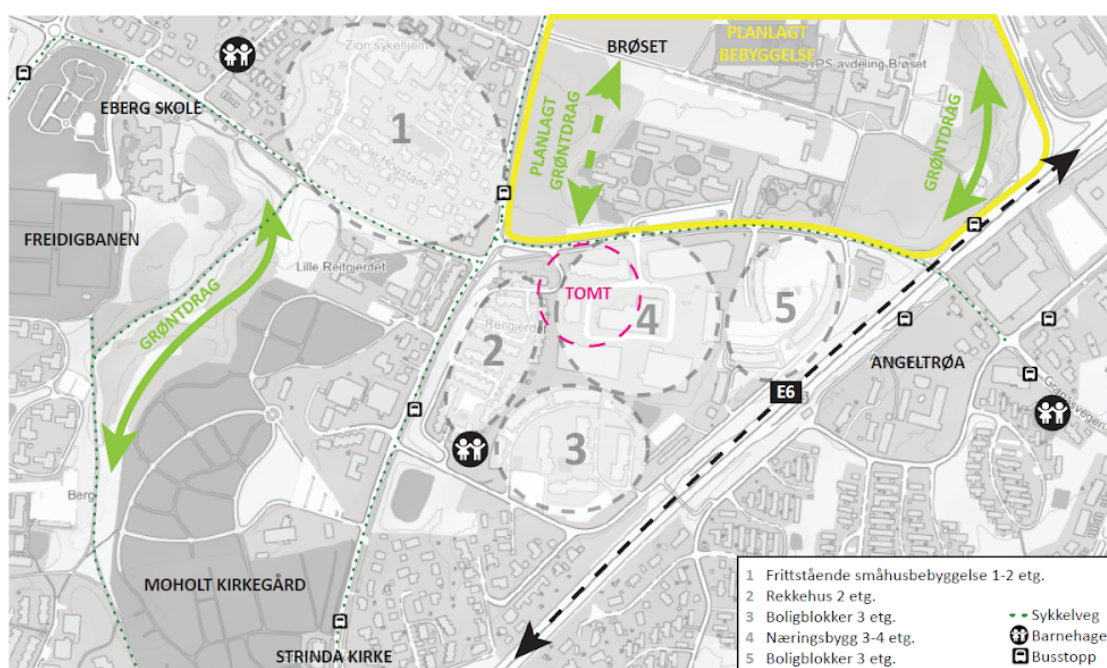 Zion sykehjem
BRØSET
PLANLAGT
BEBYGGELSE
avdeling Brøset
EBERG SKOLE
1
PLANLAGT
GRØNTDRAG
GRØNTDRAG
FREIDIGBANEN
Lille Reitgjerdet
GRØNTDRAG
TOMT
4
5
2
3
E6
ANGELTRØA
Berg
MOHOLT KIRKEGÅRD
STRINDA KIRKE
1 Frittstående småhusbebyggelse 1-2 etg.
2 Rekkehus 2 etg.
3 Boligblokker 3 etg.
4 Næringsbygg 3-4 etg.
5 Boligblokker 3 etg.
Sykkelveg
Barnehage
Busstopp